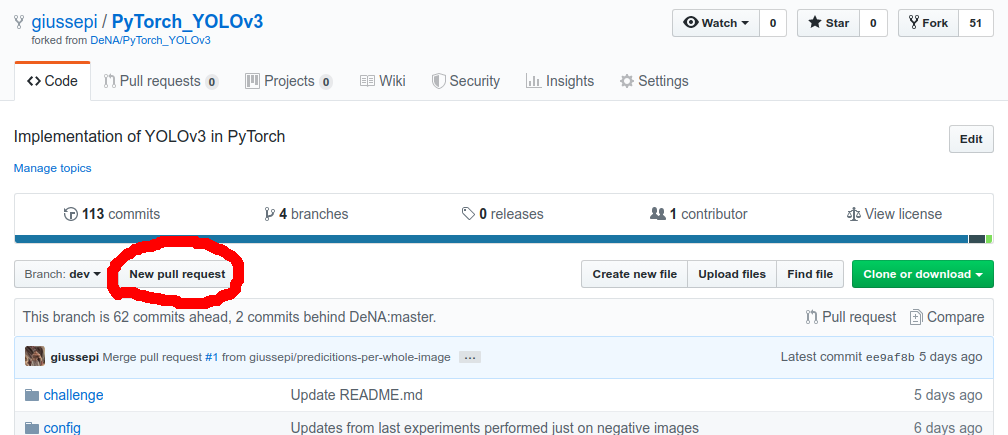 giussepi / PyTorch_YOLOv3 Watch 0 Star 0 Fork 51
forked from DeNA/PyTorch_YOLOv3
Code Pull requests 0 Projects 0 Wiki Security Insights Settings
Implementation of YOLOv3 in PyTorch Edit
Manage topics
113 commits 4 branches 0 releases 1 contributor View license
Branch: dev New pull request Create new file Upload files Find file Clone or download
This branch is 62 commits ahead, 2 commits behind DeNA:master. Pull request Compare
giussepi Merge pull request #1 from giussepi/predicitions-per-whole-image ... Latest commit ee9af8b 5 days ago
challenge Update README.md 5 days ago
config Updates from last experiments performed just on negative images 6 days ago